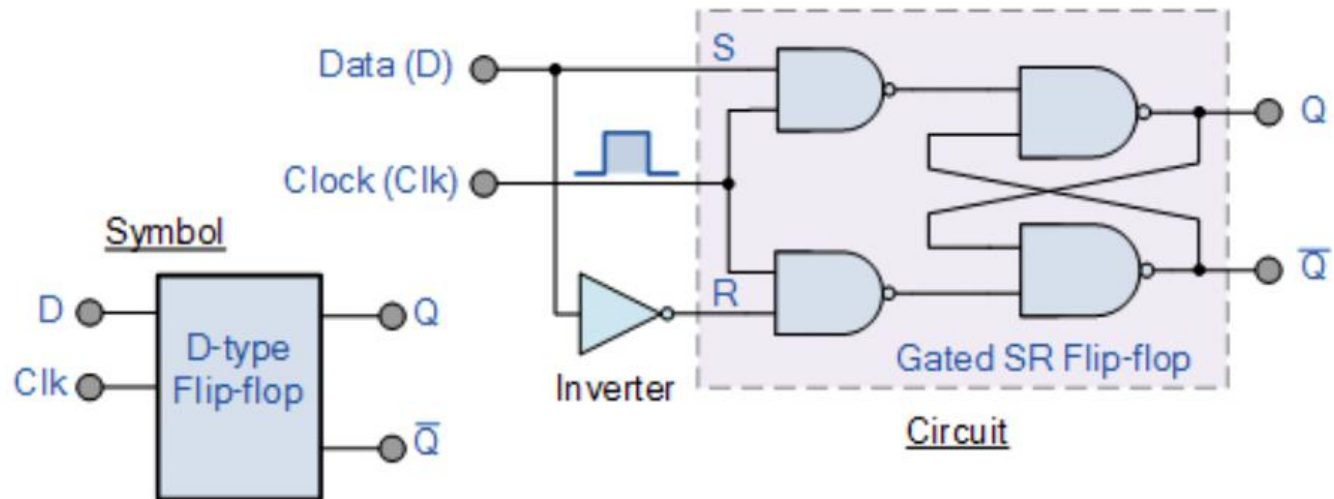 Data (D)
S
Q
Clock (Clk)
Symbol
D
Q
D-type
Flip-flop
Clk
Q̅
Inverter
R
Q̅
Gated SR Flip-flop
Circuit